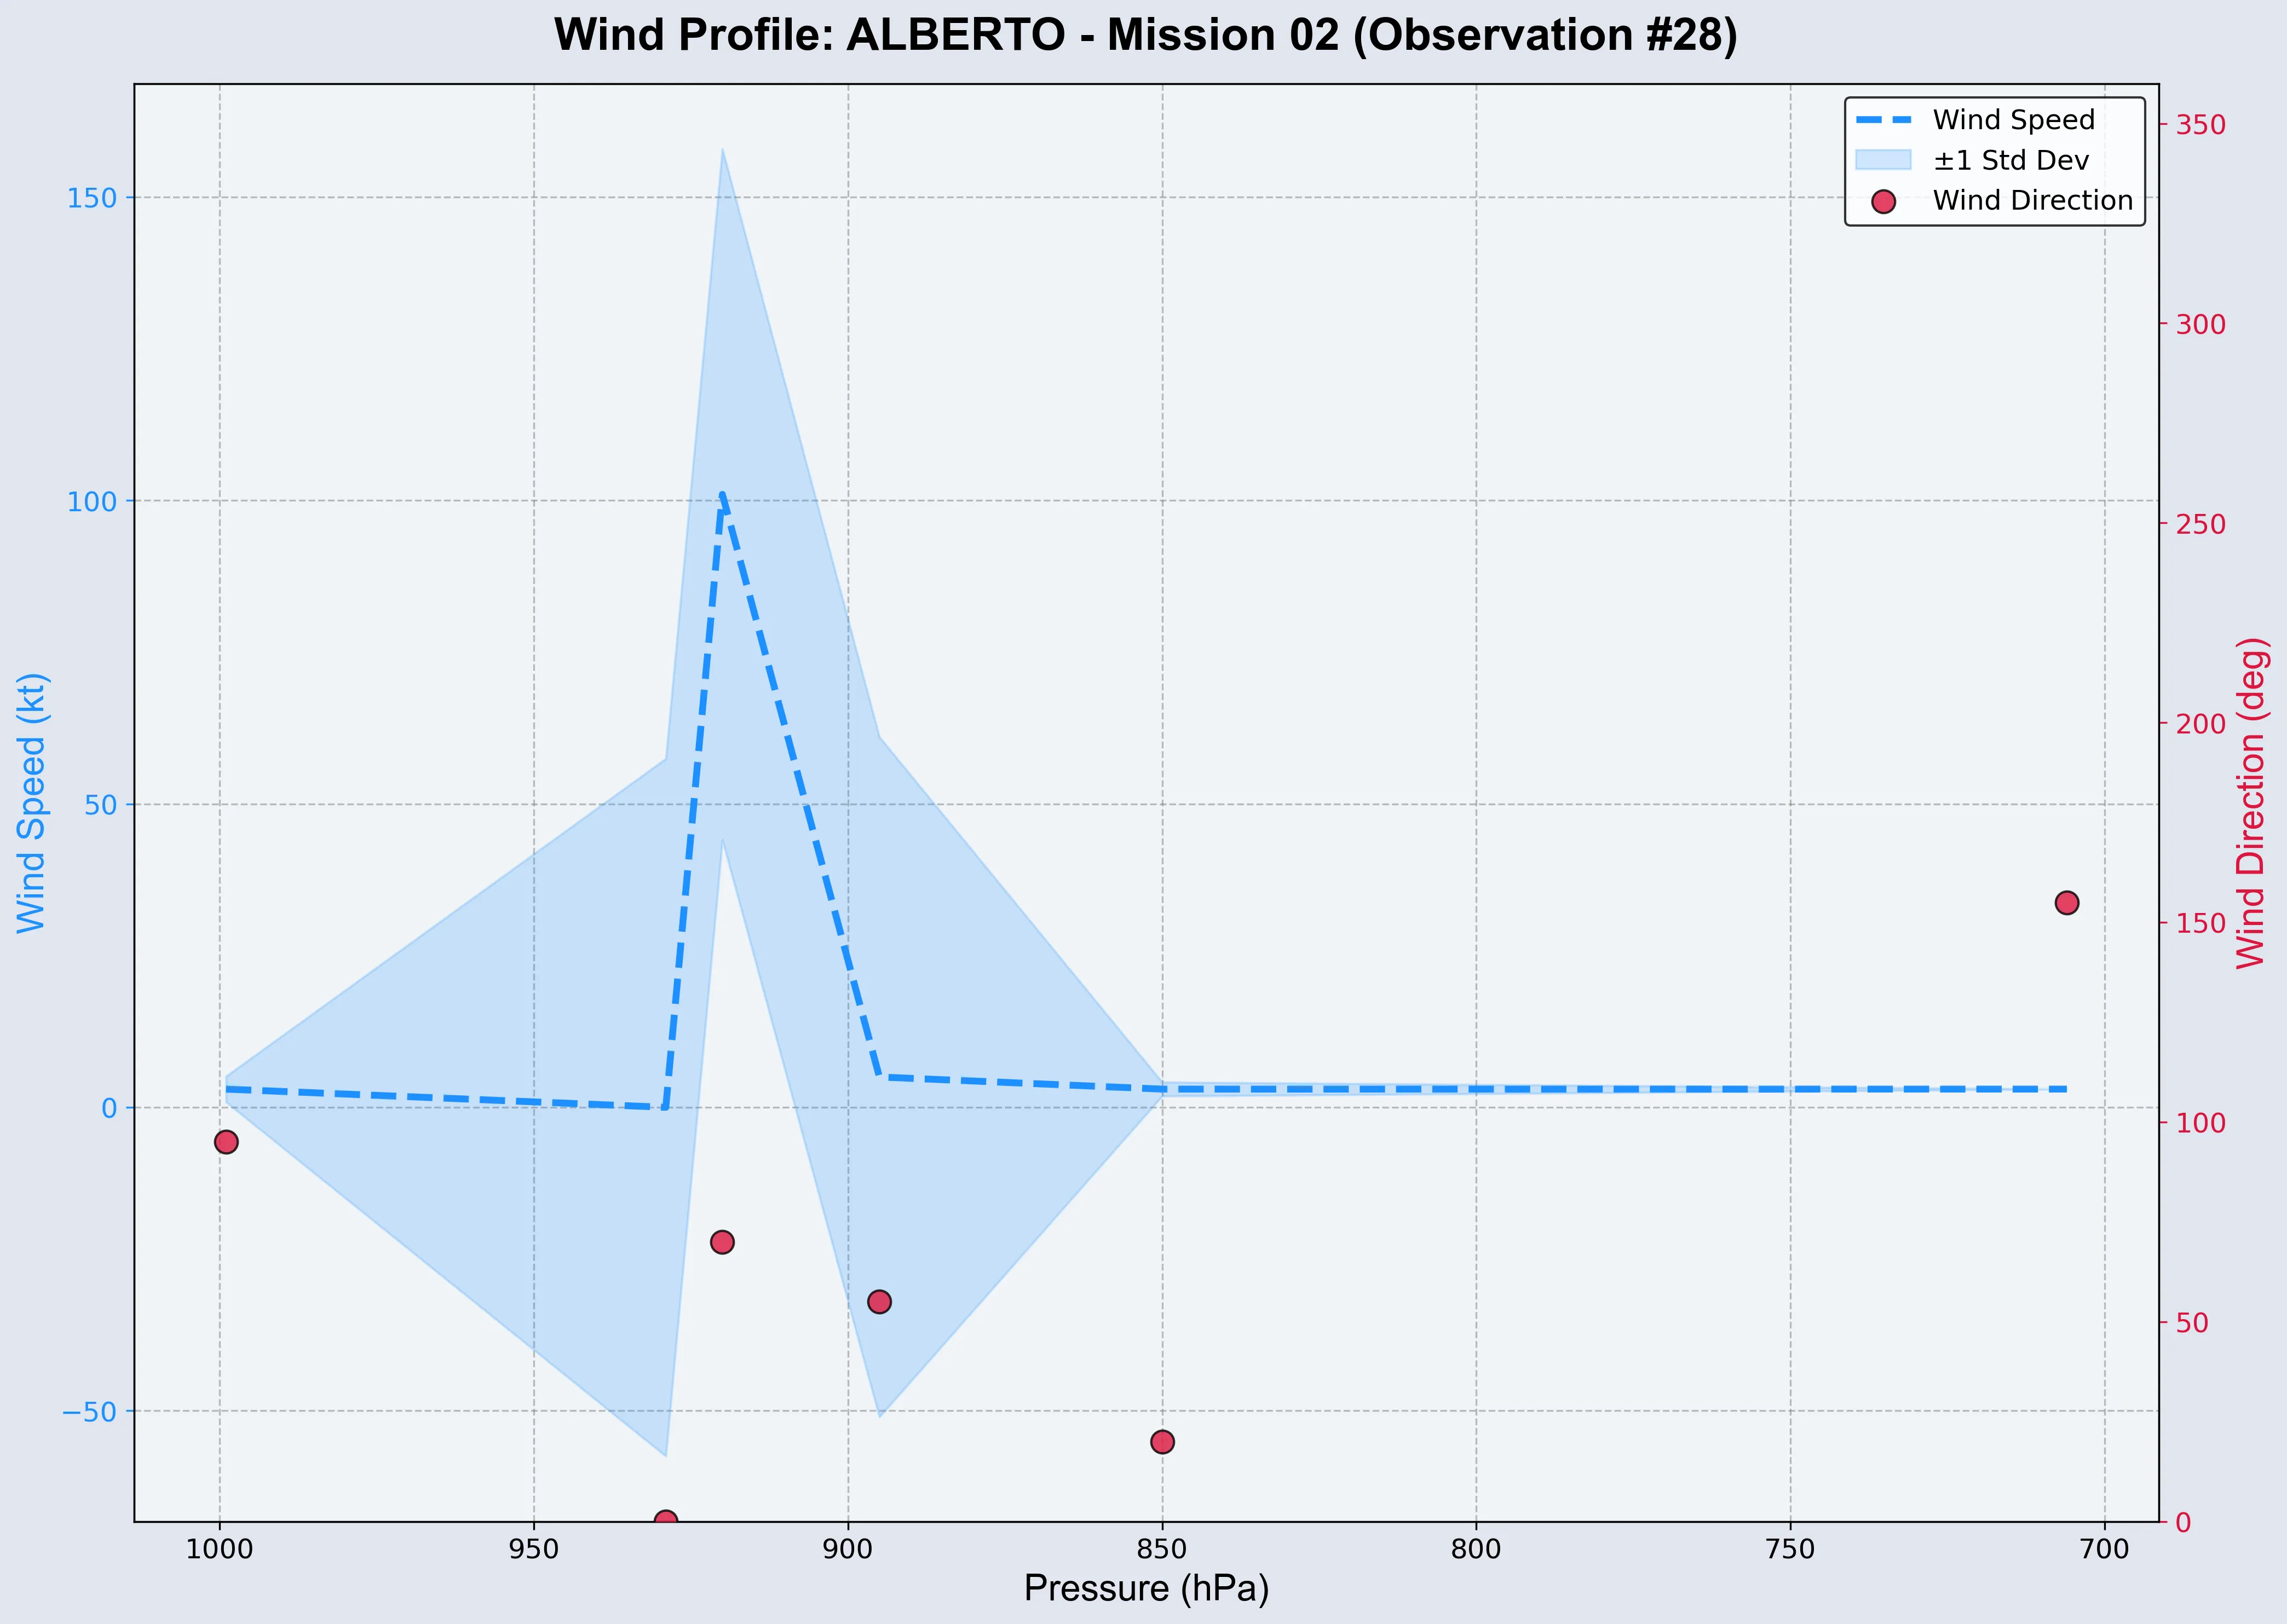 Wind Profile: ALBERTO - Mission 02 (Observation #28)
Wind Speed
±1 Std Dev
Wind Direction
Wind Speed (kt)
150
100
50
0
−50
350
300
250
200
150
100
50
0
Wind Direction (deg)
1000
950
900
850
800
750
700
Pressure (hPa)